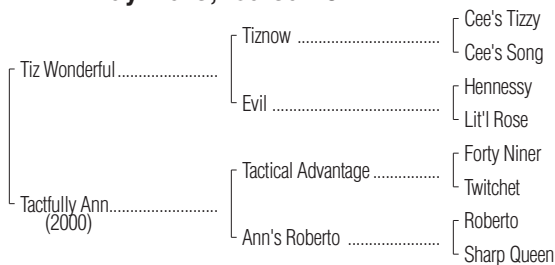 Cee's Tizzy
Tiznow
Cee's Song
Tiz Wonderful
Hennessy
Evil
Lit'l Rose
Forty Niner
Tactical Advantage
Twitchet
Tactfully Ann
(2000)
Roberto
Ann's Roberto
Sharp Queen